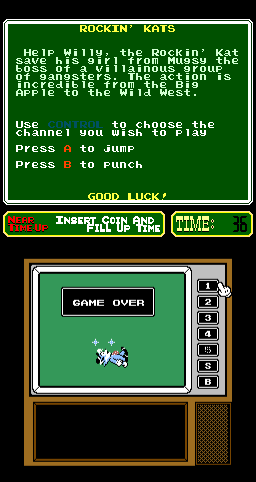 ROCKIN' KATS
Help Willy, the Rockin' Kat
save his girl from Mugsy the
boss of a villainous group
of gangsters. The action is
incredible from the Big
Apple to the Wild West.
Use CONTROL to choose the
channel you wish to play
Press A to jump
Press B to punch
GOOD LUCK!
NEAR
TIME UP
INSERT COIN AND
FILL UP TIME
TIME: 36
GAME OVER
1
2
3
4
5
S
B